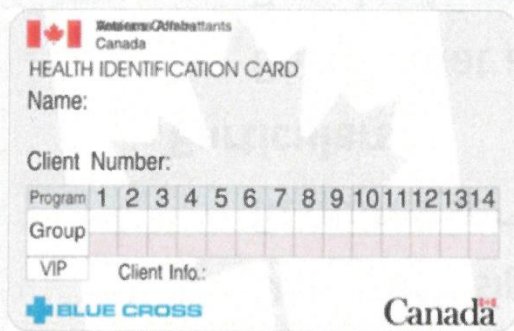 Canada
HEALTH IDENTIFICATION CARD
Name:
Client Number:
Program 1 2 3 4 5 6 7 8 9 10 11 12 13 14
Group
VIP Client Info.:
BLUE CROSS
Canada